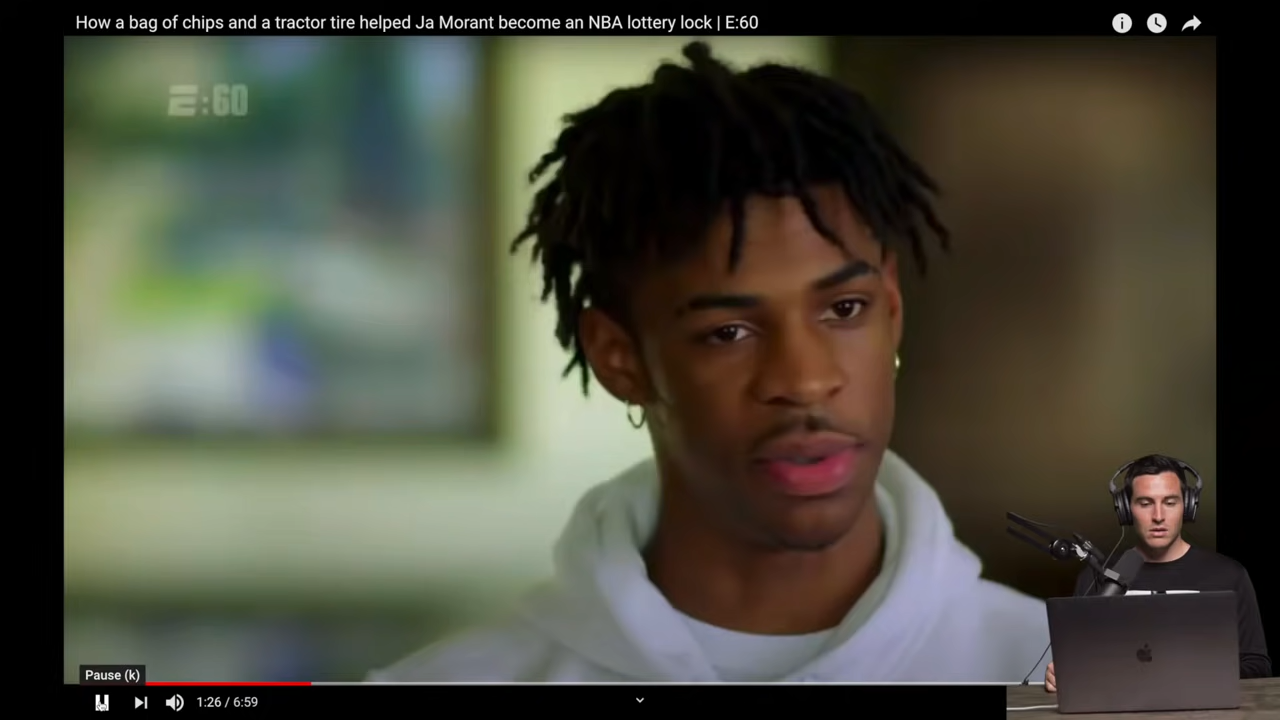 How a bag of chips and a tractor tire helped Ja Morant become an NBA lottery lock | E:60
E:60
Pause (k)
1:26 / 6:59